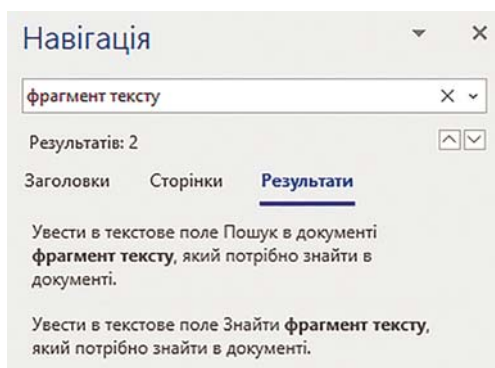 Навігація
фрагмент тексту
Результатів: 2
Заголовки Сторінки Результати
Увести в текстове поле Пошук в документі
фрагмент тексту, який потрібно знайти в
документі.
Увести в текстове поле Знайти фрагмент тексту,
який потрібно знайти в документі.